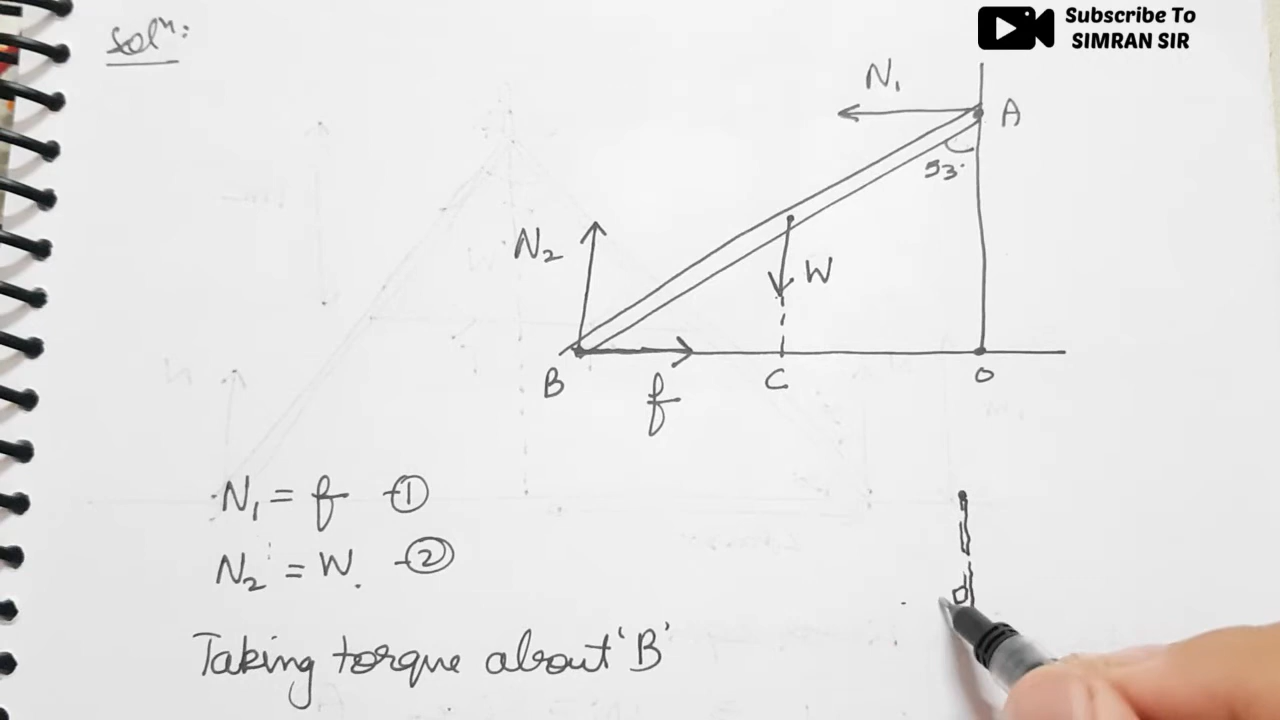 Solⁿ:
Subscribe To
SIMRAN SIR
N₁
A
53°
N₂
W
B
C
O
f
N₁ = f -①
N₂ = W. -②
Taking torque about 'B'